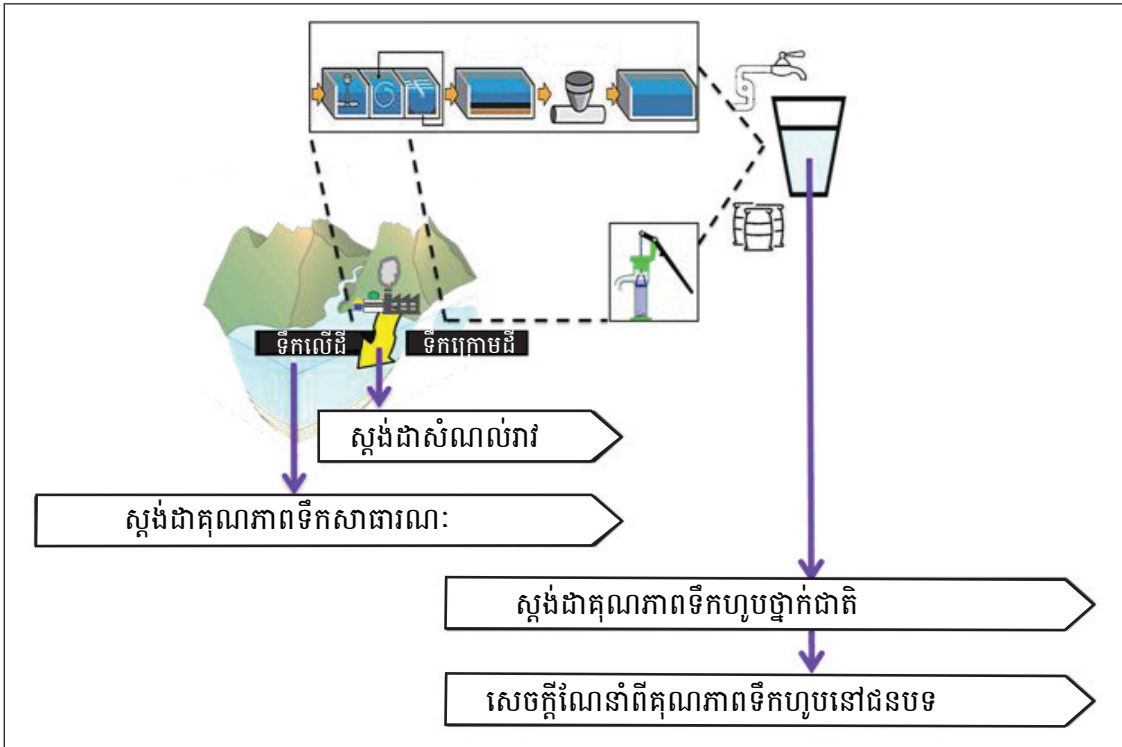 ទឹកលើដី
ទឹកក្រោមដី
ស្តង់ដាសំណល់រាវ
ស្តង់ដាគុណភាពទឹកសាធារណៈ
ស្តង់ដាគុណភាពទឹកហូបថ្នាក់ជាតិ
សេចក្តីណែនាំពីគុណភាពទឹកហូបនៅជនបទ